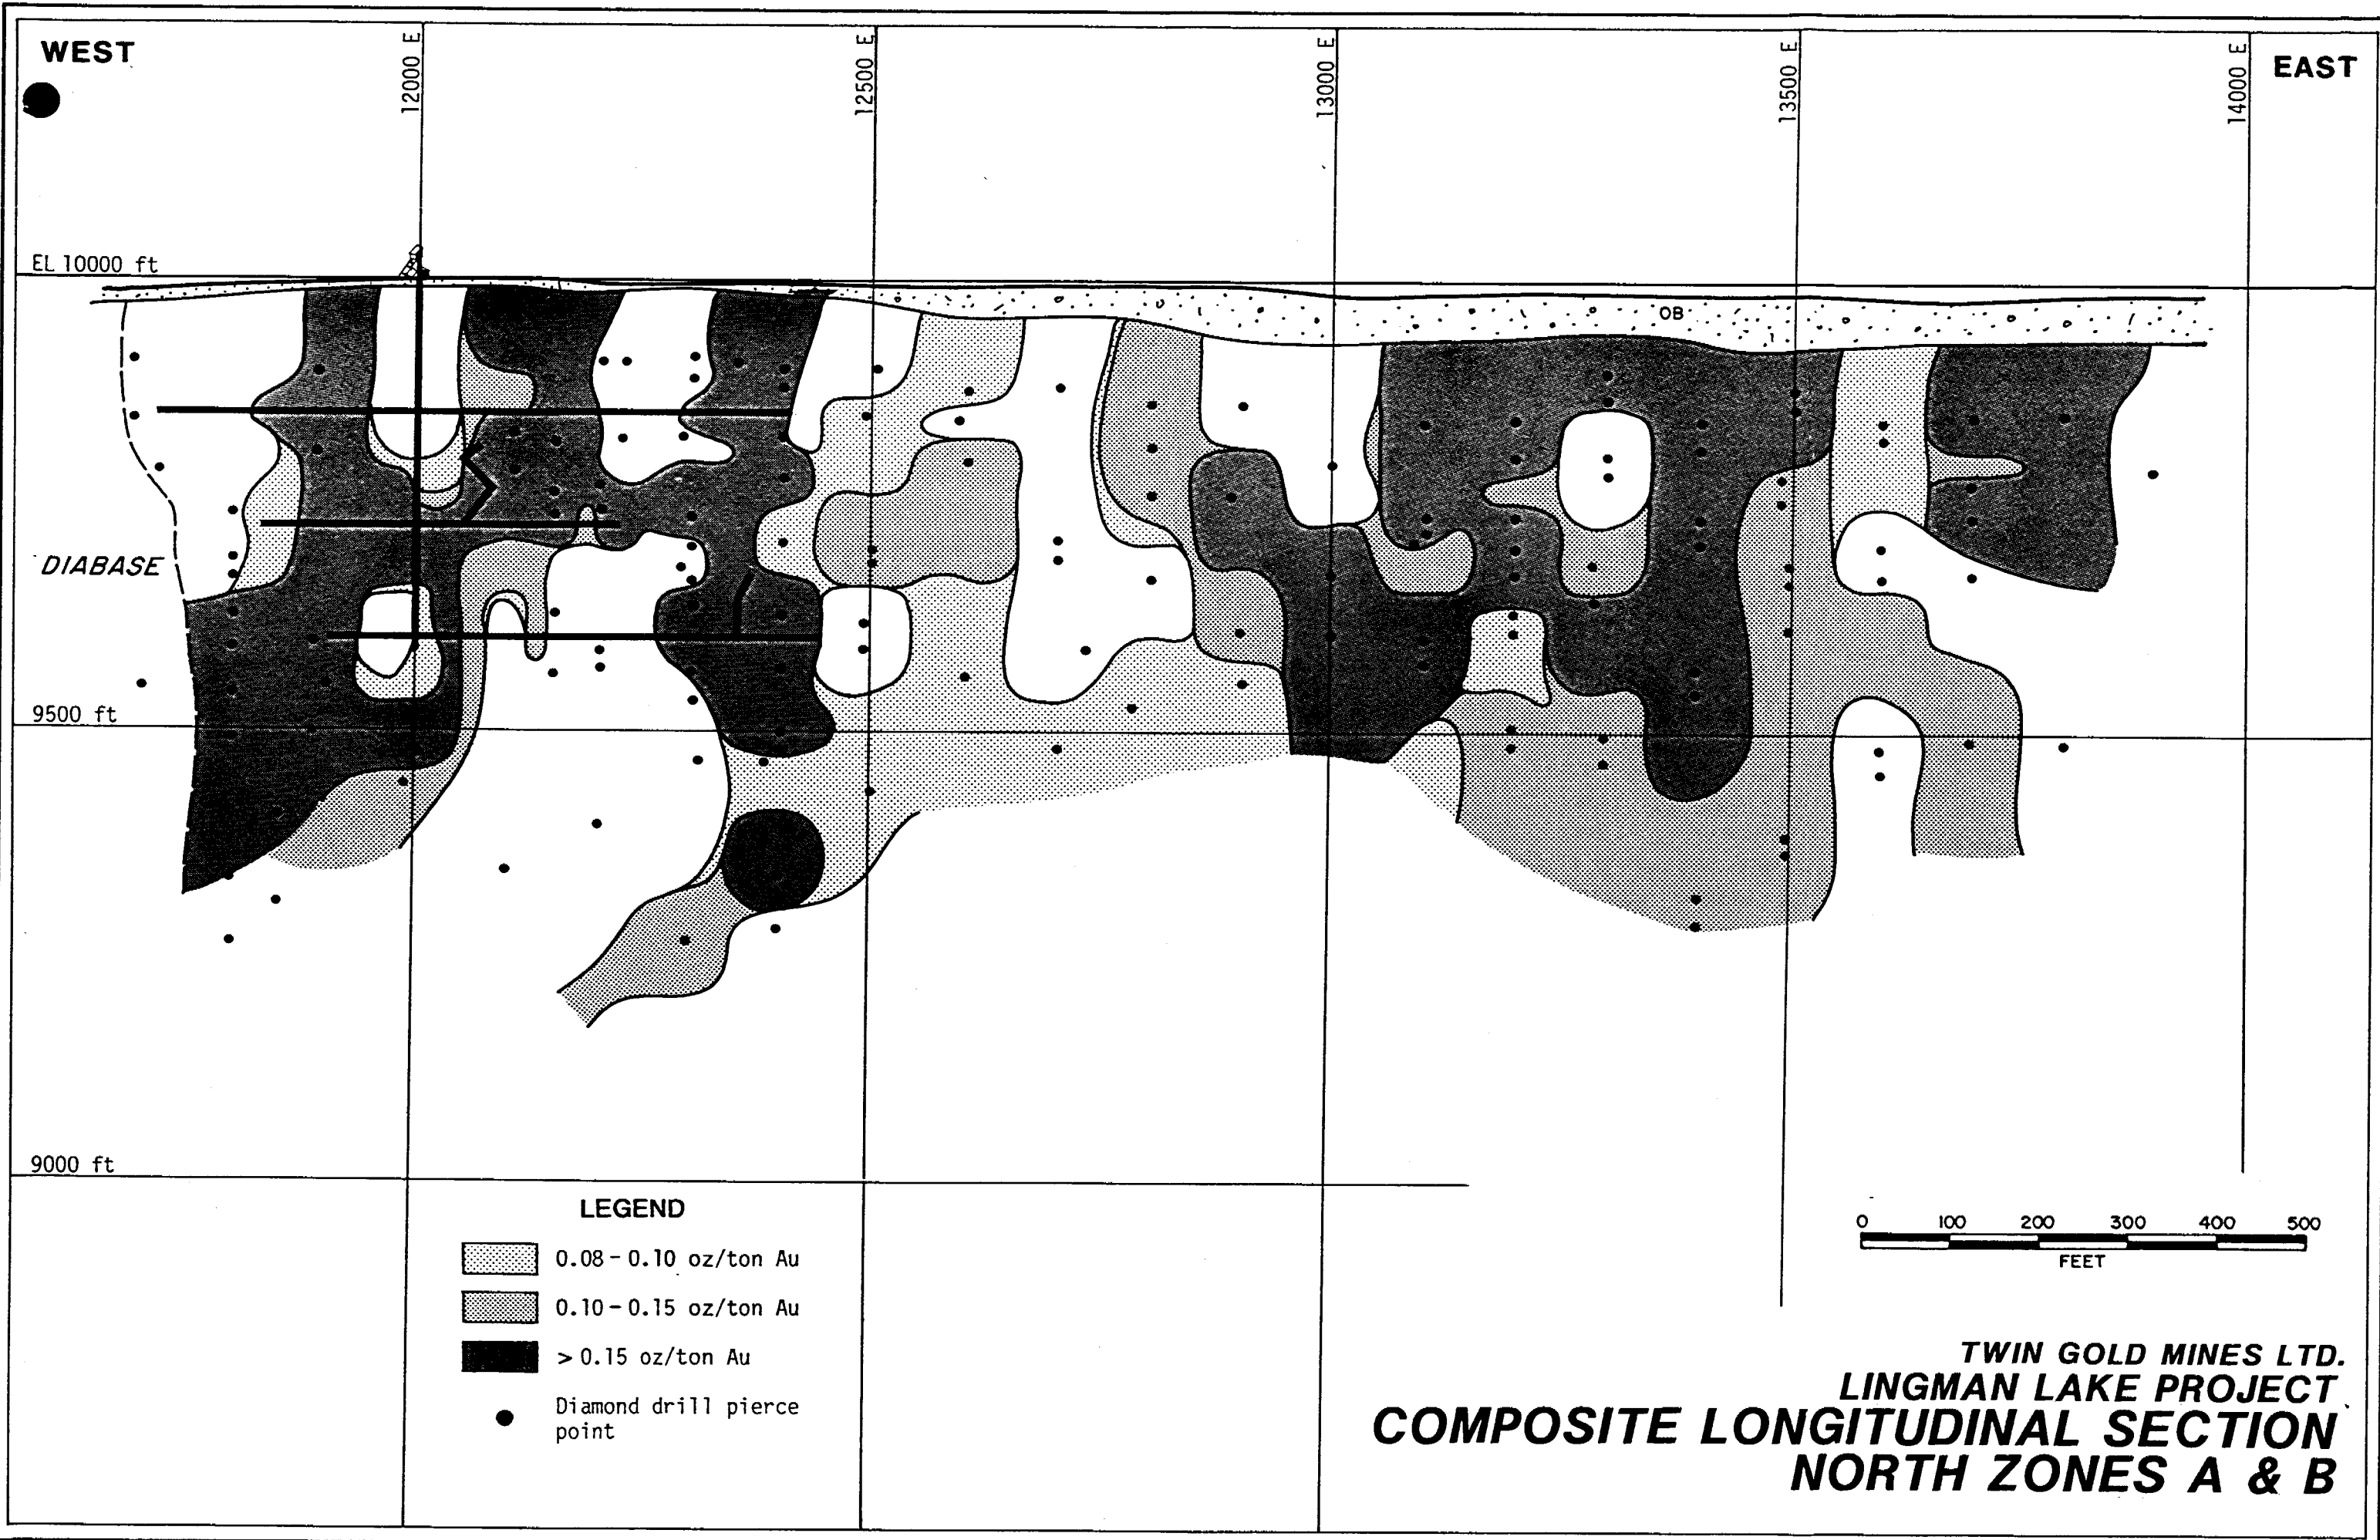 WEST
12000 E
12500 E
13000 E
13500 E
14000 E
EAST
EL 10000 ft
OB
DIABASE
9500 ft
9000 ft
LEGEND
0.08-0.10 oz/ton Au
0.10-0.15 oz/ton Au
> 0.15 oz/ton Au
Diamond drill pierce
point
0 100 200 300 400 500
FEET
TWIN GOLD MINES LTD.
LINGMAN LAKE PROJECT
COMPOSITE LONGITUDINAL SECTION
NORTH ZONES A & B